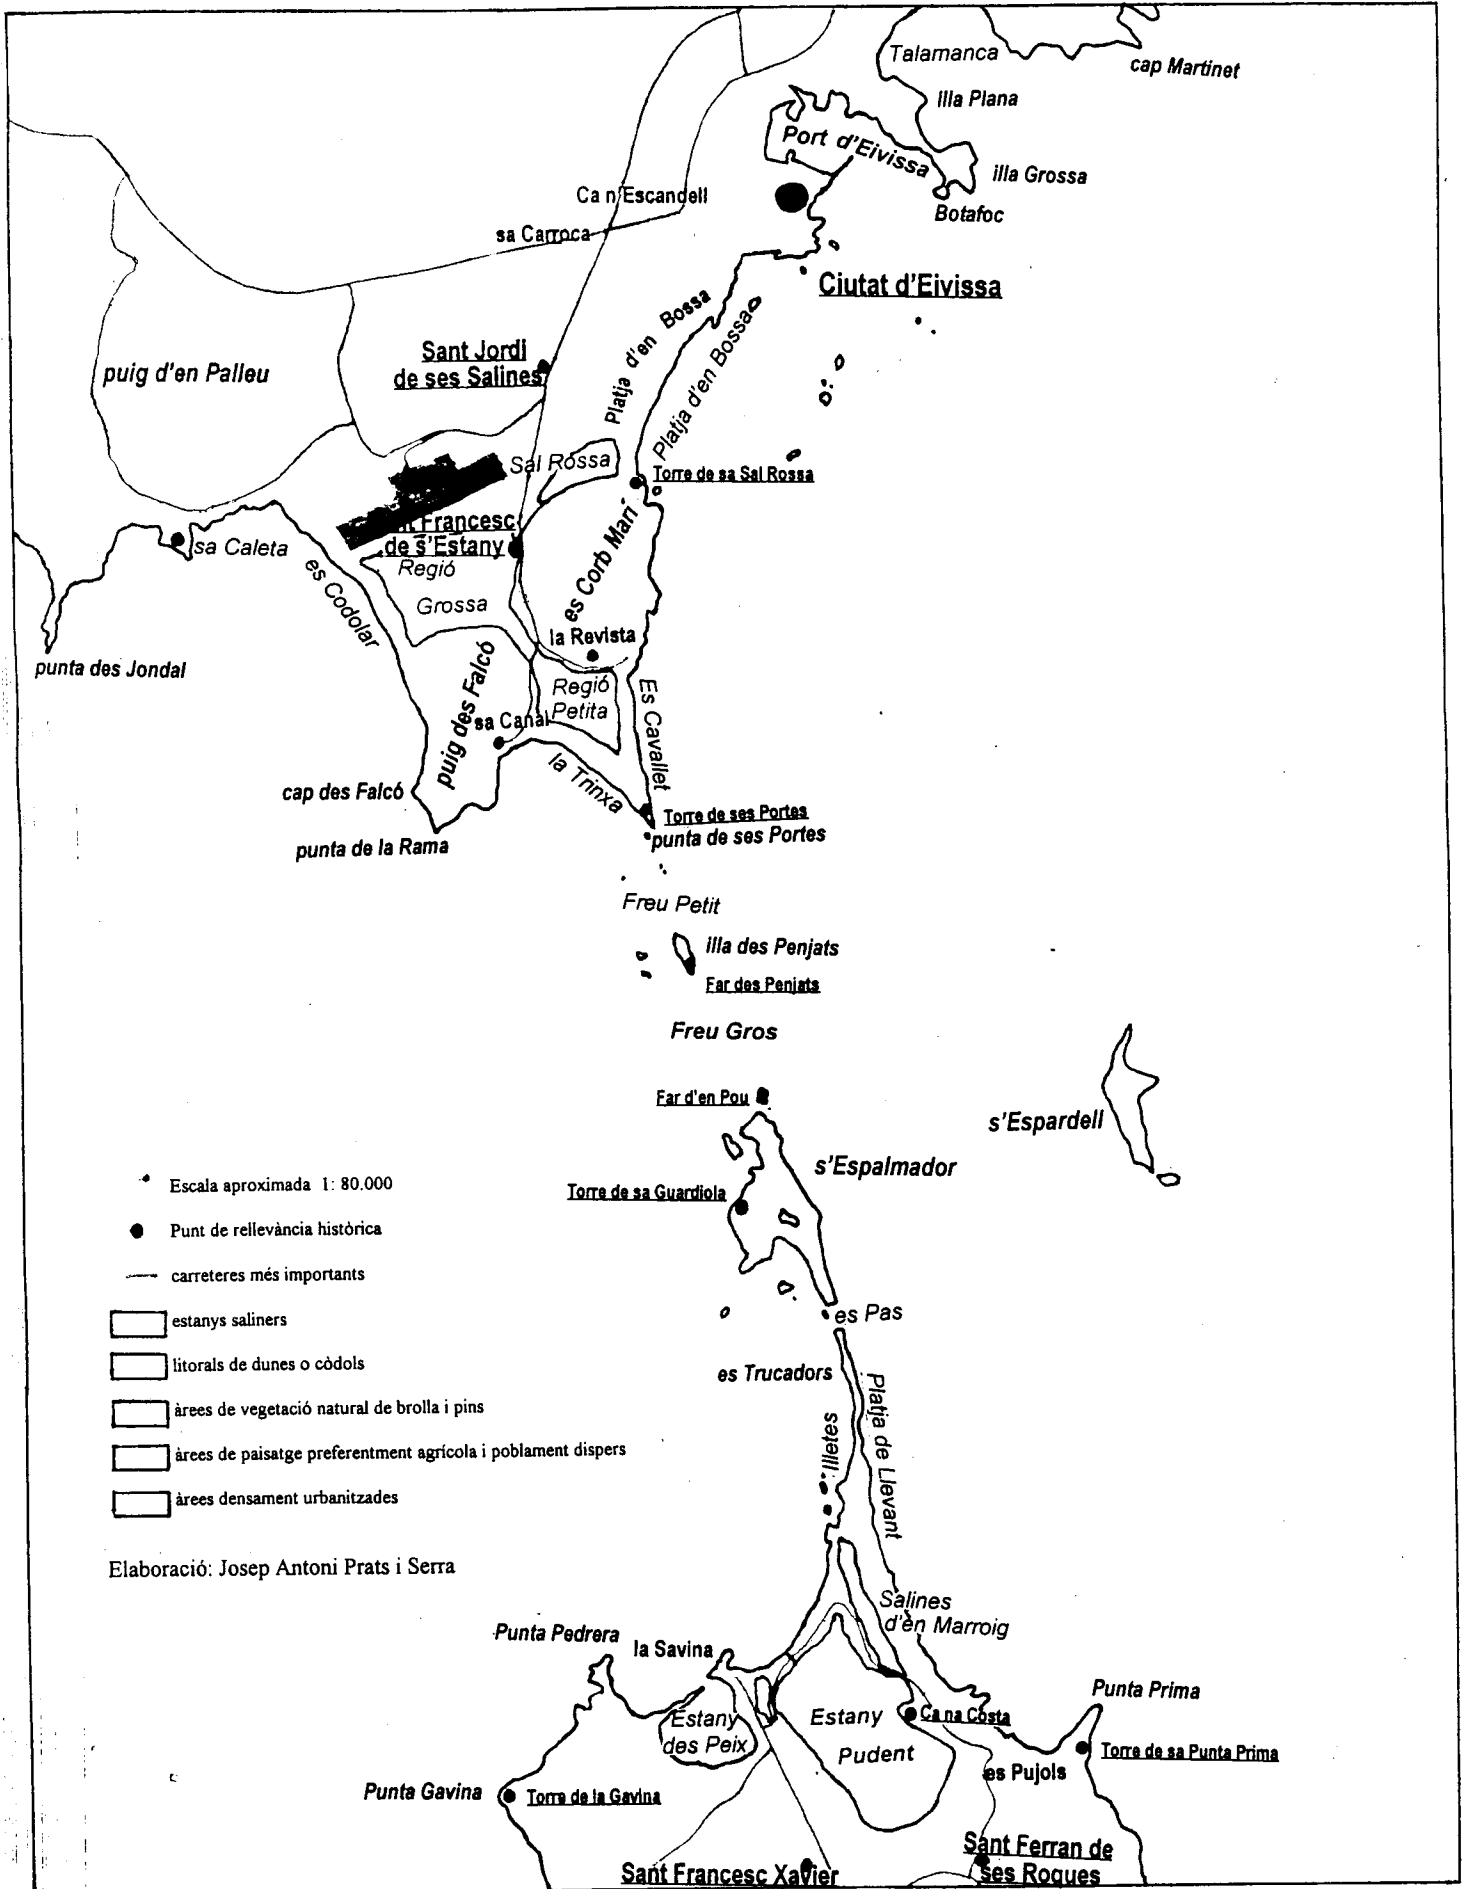 Talamanca
cap Martinet
illa Plana
Port d'Eivissa
illa Grossa
Botafoc
Ca n'Escandell
sa Carroca
Ciutat d'Eivissa
Platja d'en Bossa
Platja d'en Bossa
Sant Jordi
de ses Salines
puig d'en Palleu
Sal Rossa
Torre de sa Sal Rossa
Francesc
de s'Estany
sa Caleta
es Codolar
Regió
Grossa
es Corb Marí
la Revista
punta des Jondal
puig des Falcó
Regió
Petita
Es Cavallet
sa Canal
la Trinxa
cap des Falcó
Torre de ses Portes
punta de ses Portes
punta de la Rama
Freu Petit
illa des Penjats
Far des Penjats
Freu Gros
Far d'en Pou
s'Espardell
s'Espalmador
Torre de sa Guardiola
Escala aproximada 1: 80.000
Punt de rellevància històrica
carreteres més importants
estanys saliners
litorals de dunes o còdols
àrees de vegetació natural de brolla i pins
àrees de paisatge preferentment agrícola i poblament dispers
àrees densament urbanitzades
Elaboració: Josep Antoni Prats i Serra
es Pas
es Trucadors
Platja de Llevant
Illetes
Salines
d'en Marroig
Punta Pedrera
la Savina
Punta Prima
Estany
des Peix
Estany
Pudent
Ca na Costa
Torre de sa Punta Prima
es Pujols
Punta Gavina
Torre de la Gavina
Sant Ferran de
ses Roques
Sant Francesc Xavier